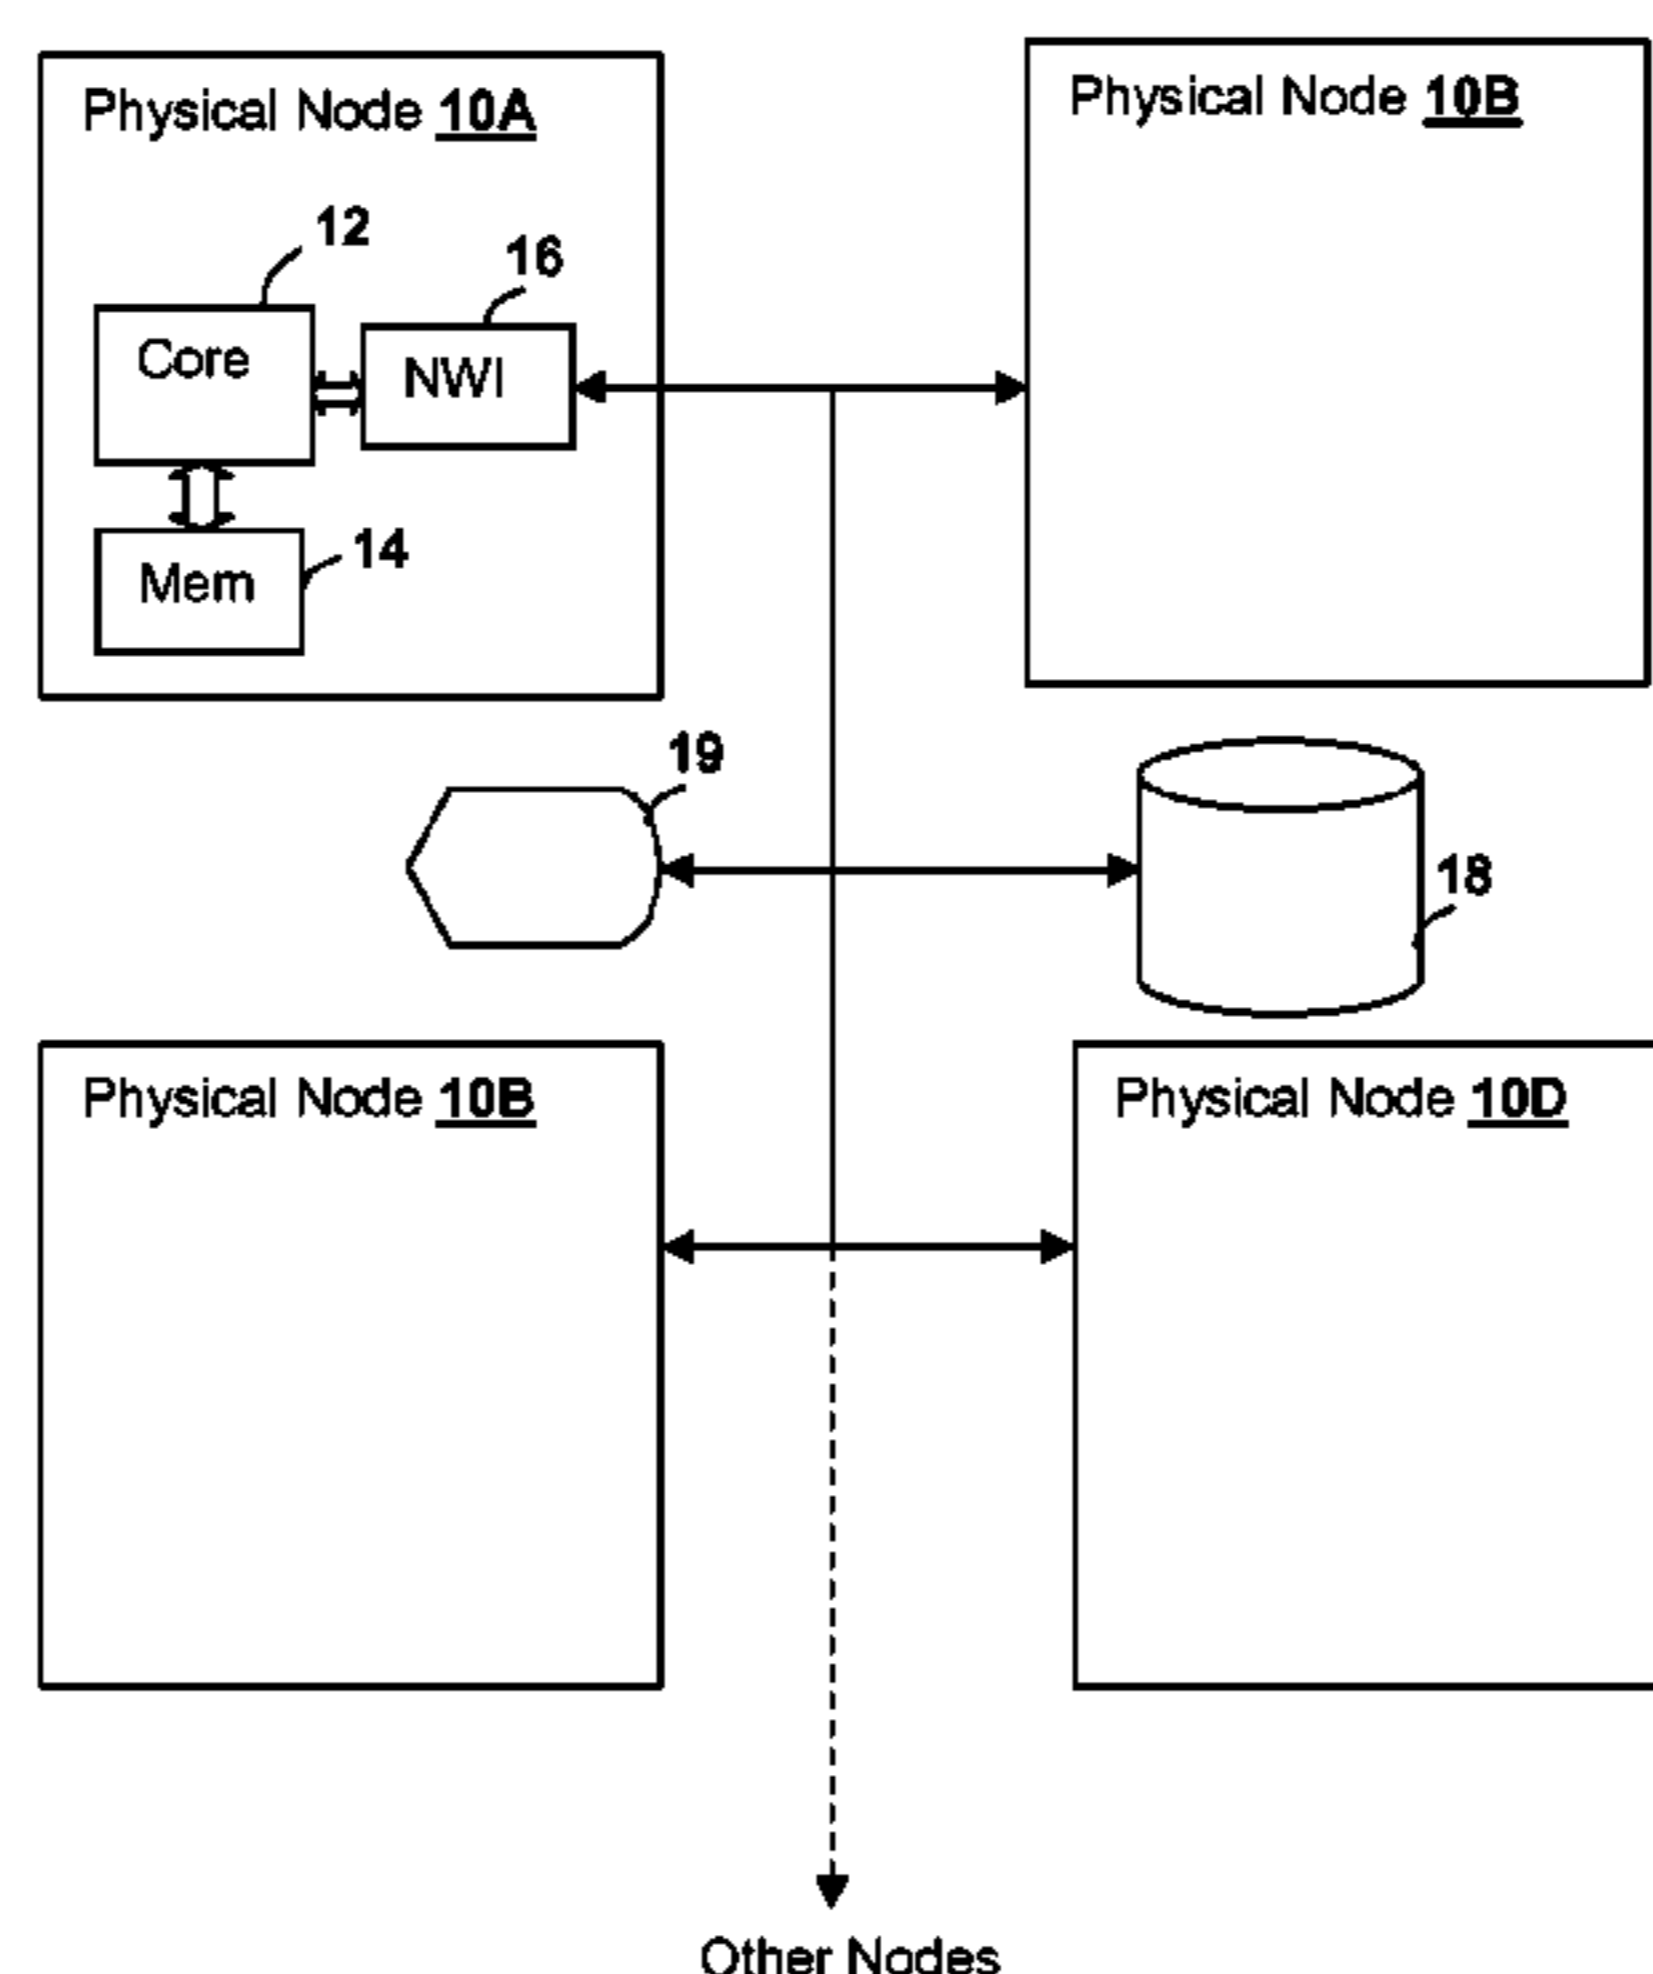 Physical Node 10A
Physical Node 10B
12
16
Core
NWI
14
Mem
19
18
Physical Node 10B
Physical Node 10D
Other Nodes